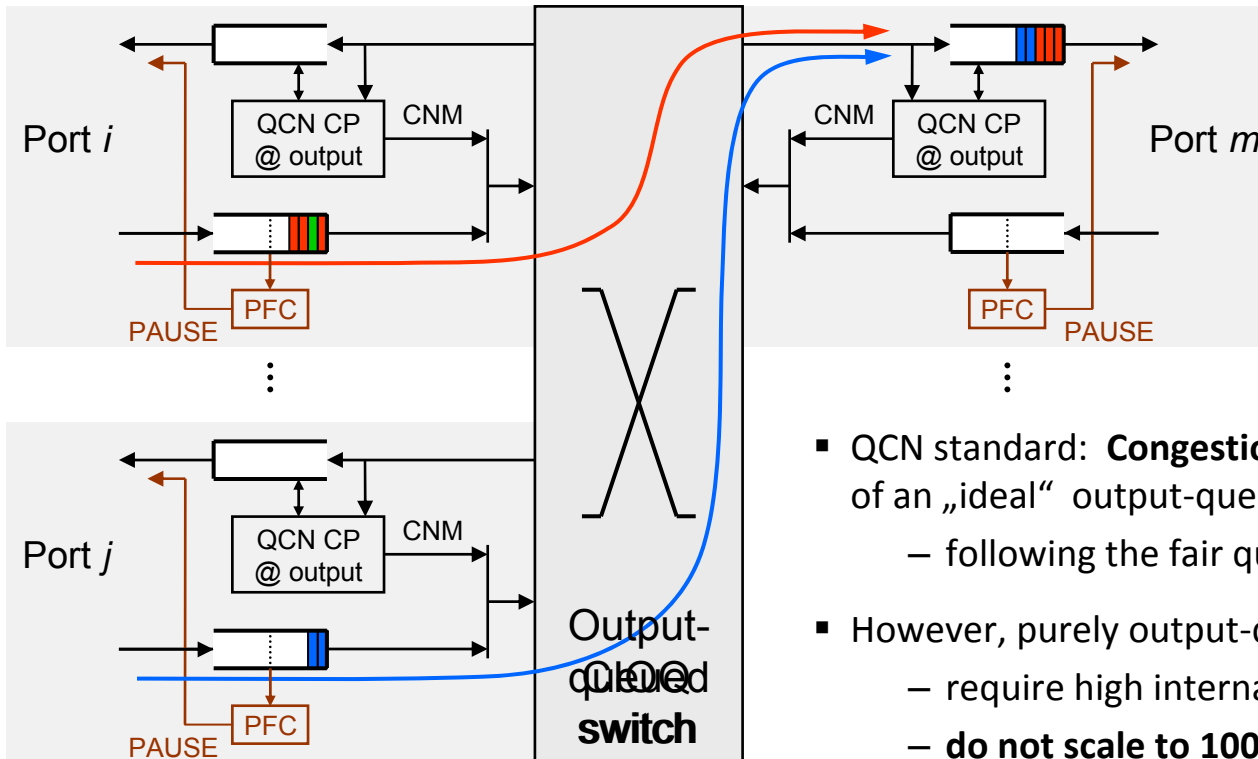 CNM
Port i
QCN CP
@ output
PFC
PAUSE
CNM
QCN CP
@ output
Port m
PFC
PAUSE
CNM
Port j
QCN CP
@ output
PFC
PAUSE
Output-
queued
CIOQ
switch
▪ QCN standard: Congestio
of an „ideal“ output-que
– following the fair qu
▪ However, purely output-q
– require high interna
– do not scale to 100